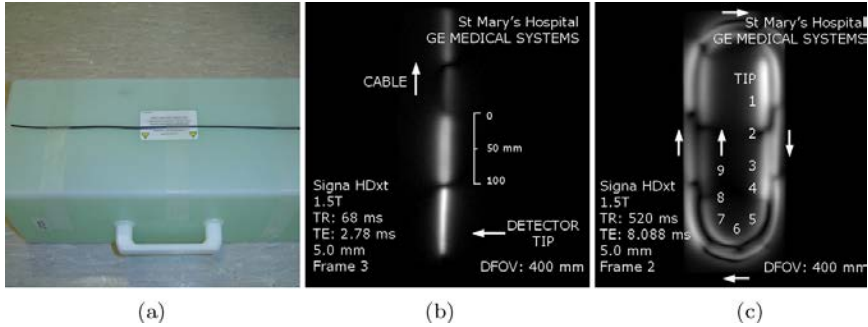 St Mary's Hospital
GE MEDICAL SYSTEMS
CABLE
0
50 mm
100
Signa HDxt
1.5T
TR: 68 ms
TE: 2.78 ms
5.0 mm
Frame 3
DETECTOR
TIP
DFOV: 400 mm
St Mary's Hospital
GE MEDICAL SYSTEMS
TIP
1
2
3
4
5
6
7
8
9
Signa HDxt
1.5T
TR: 520 ms
TE: 8.088 ms
5.0 mm
Frame 2
DFOV: 400 mm
(a)
(b)
(c)